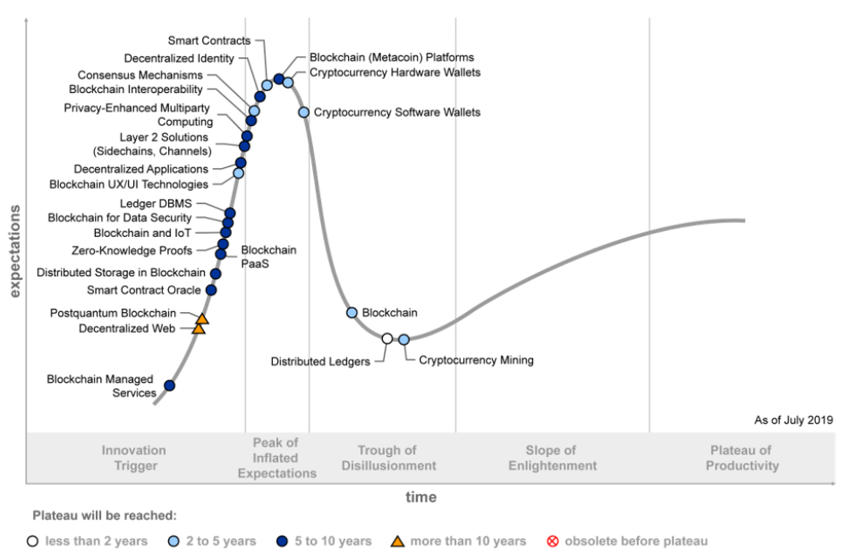 Smart Contracts
Decentralized Identity
Blockchain (Metacoin) Platforms
Consensus Mechanisms
Cryptocurrency Hardware Wallets
Blockchain Interoperability
Privacy-Enhanced Multiparty
Computing
Cryptocurrency Software Wallets
Layer 2 Solutions
(Sidechains, Channels)
Decentralized Applications
Blockchain UX/UI Technologies
Ledger DBMS
Blockchain for Data Security
Blockchain and IoT
Zero-Knowledge Proofs
Blockchain
PaaS
Distributed Storage in Blockchain
Smart Contract Oracle
Postquantum Blockchain
Decentralized Web
Blockchain
Distributed Ledgers
Cryptocurrency Mining
Blockchain Managed
Services
expectations
As of July 2019
Innovation
Trigger
Peak of
Inflated
Expectations
Trough of
Disillusionment
Slope of
Enlightenment
Plateau of
Productivity
time
Plateau will be reached:
less than 2 years
2 to 5 years
5 to 10 years
more than 10 years
obsolete before plateau